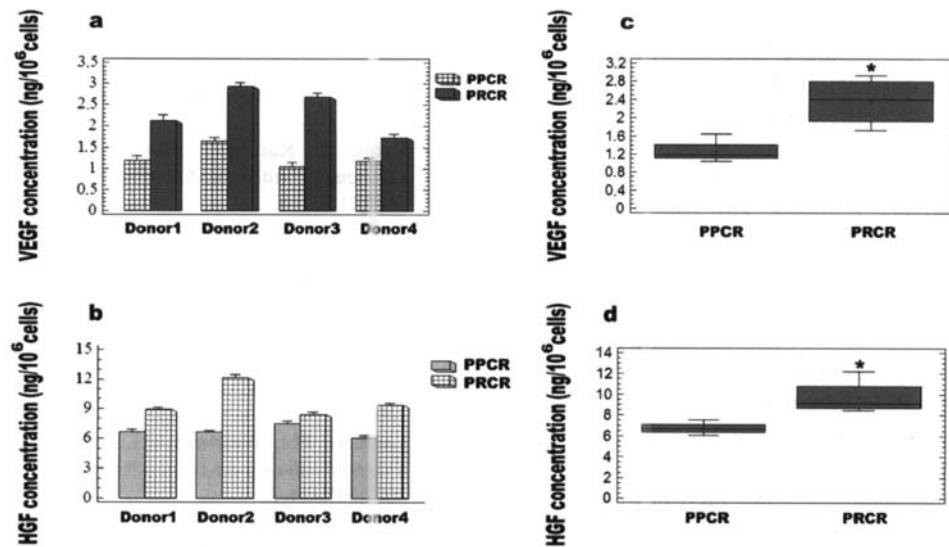 a
VEGF concentration (ng/10⁶cells)
3.5
3
2.5
2
1.5
1
0.5
0
PPCR
PRCR
Donor1 Donor2 Donor3 Donor4
c
VEGF concentration (ng/10⁶cells)
3.2
2.8
2.4
2
1.6
1.2
0.8
0.4
0
*
PPCR PRCR
b
HGF concentration (ng/10⁶cells)
15
12
9
6
3
0
PPCR
PRCR
Donor1 Donor2 Donor3 Donor4
d
HGF concentration (ng/10⁶cells)
14
12
10
8
6
4
2
0
*
PPCR PRCR